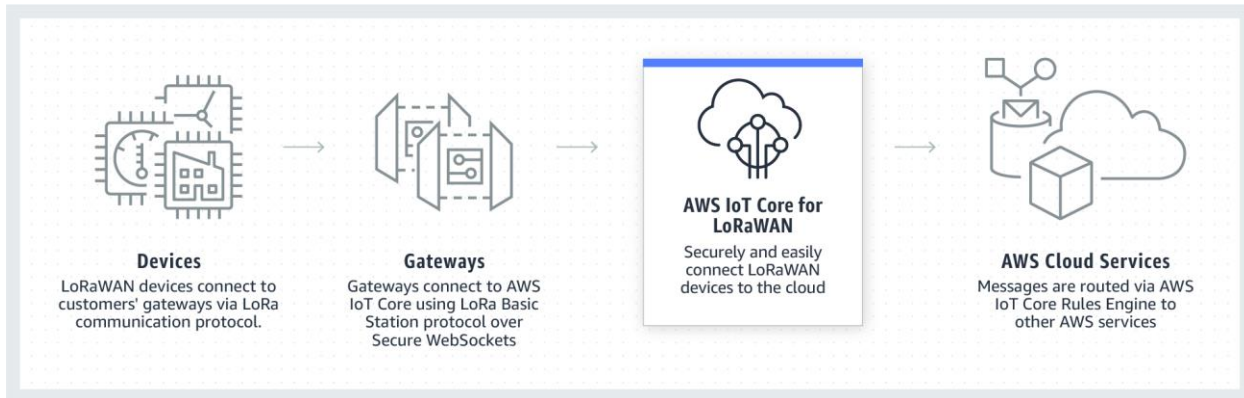 Devices
LoRaWAN devices connect to
customers' gateways via LoRa
communication protocol.
Gateways
Gateways connect to AWS
IoT Core using LoRa Basic
Station protocol over
Secure WebSockets
AWS IoT Core for
LoRaWAN
Securely and easily
connect LoRaWAN
devices to the cloud
AWS Cloud Services
Messages are routed via AWS
IoT Core Rules Engine to
other AWS services